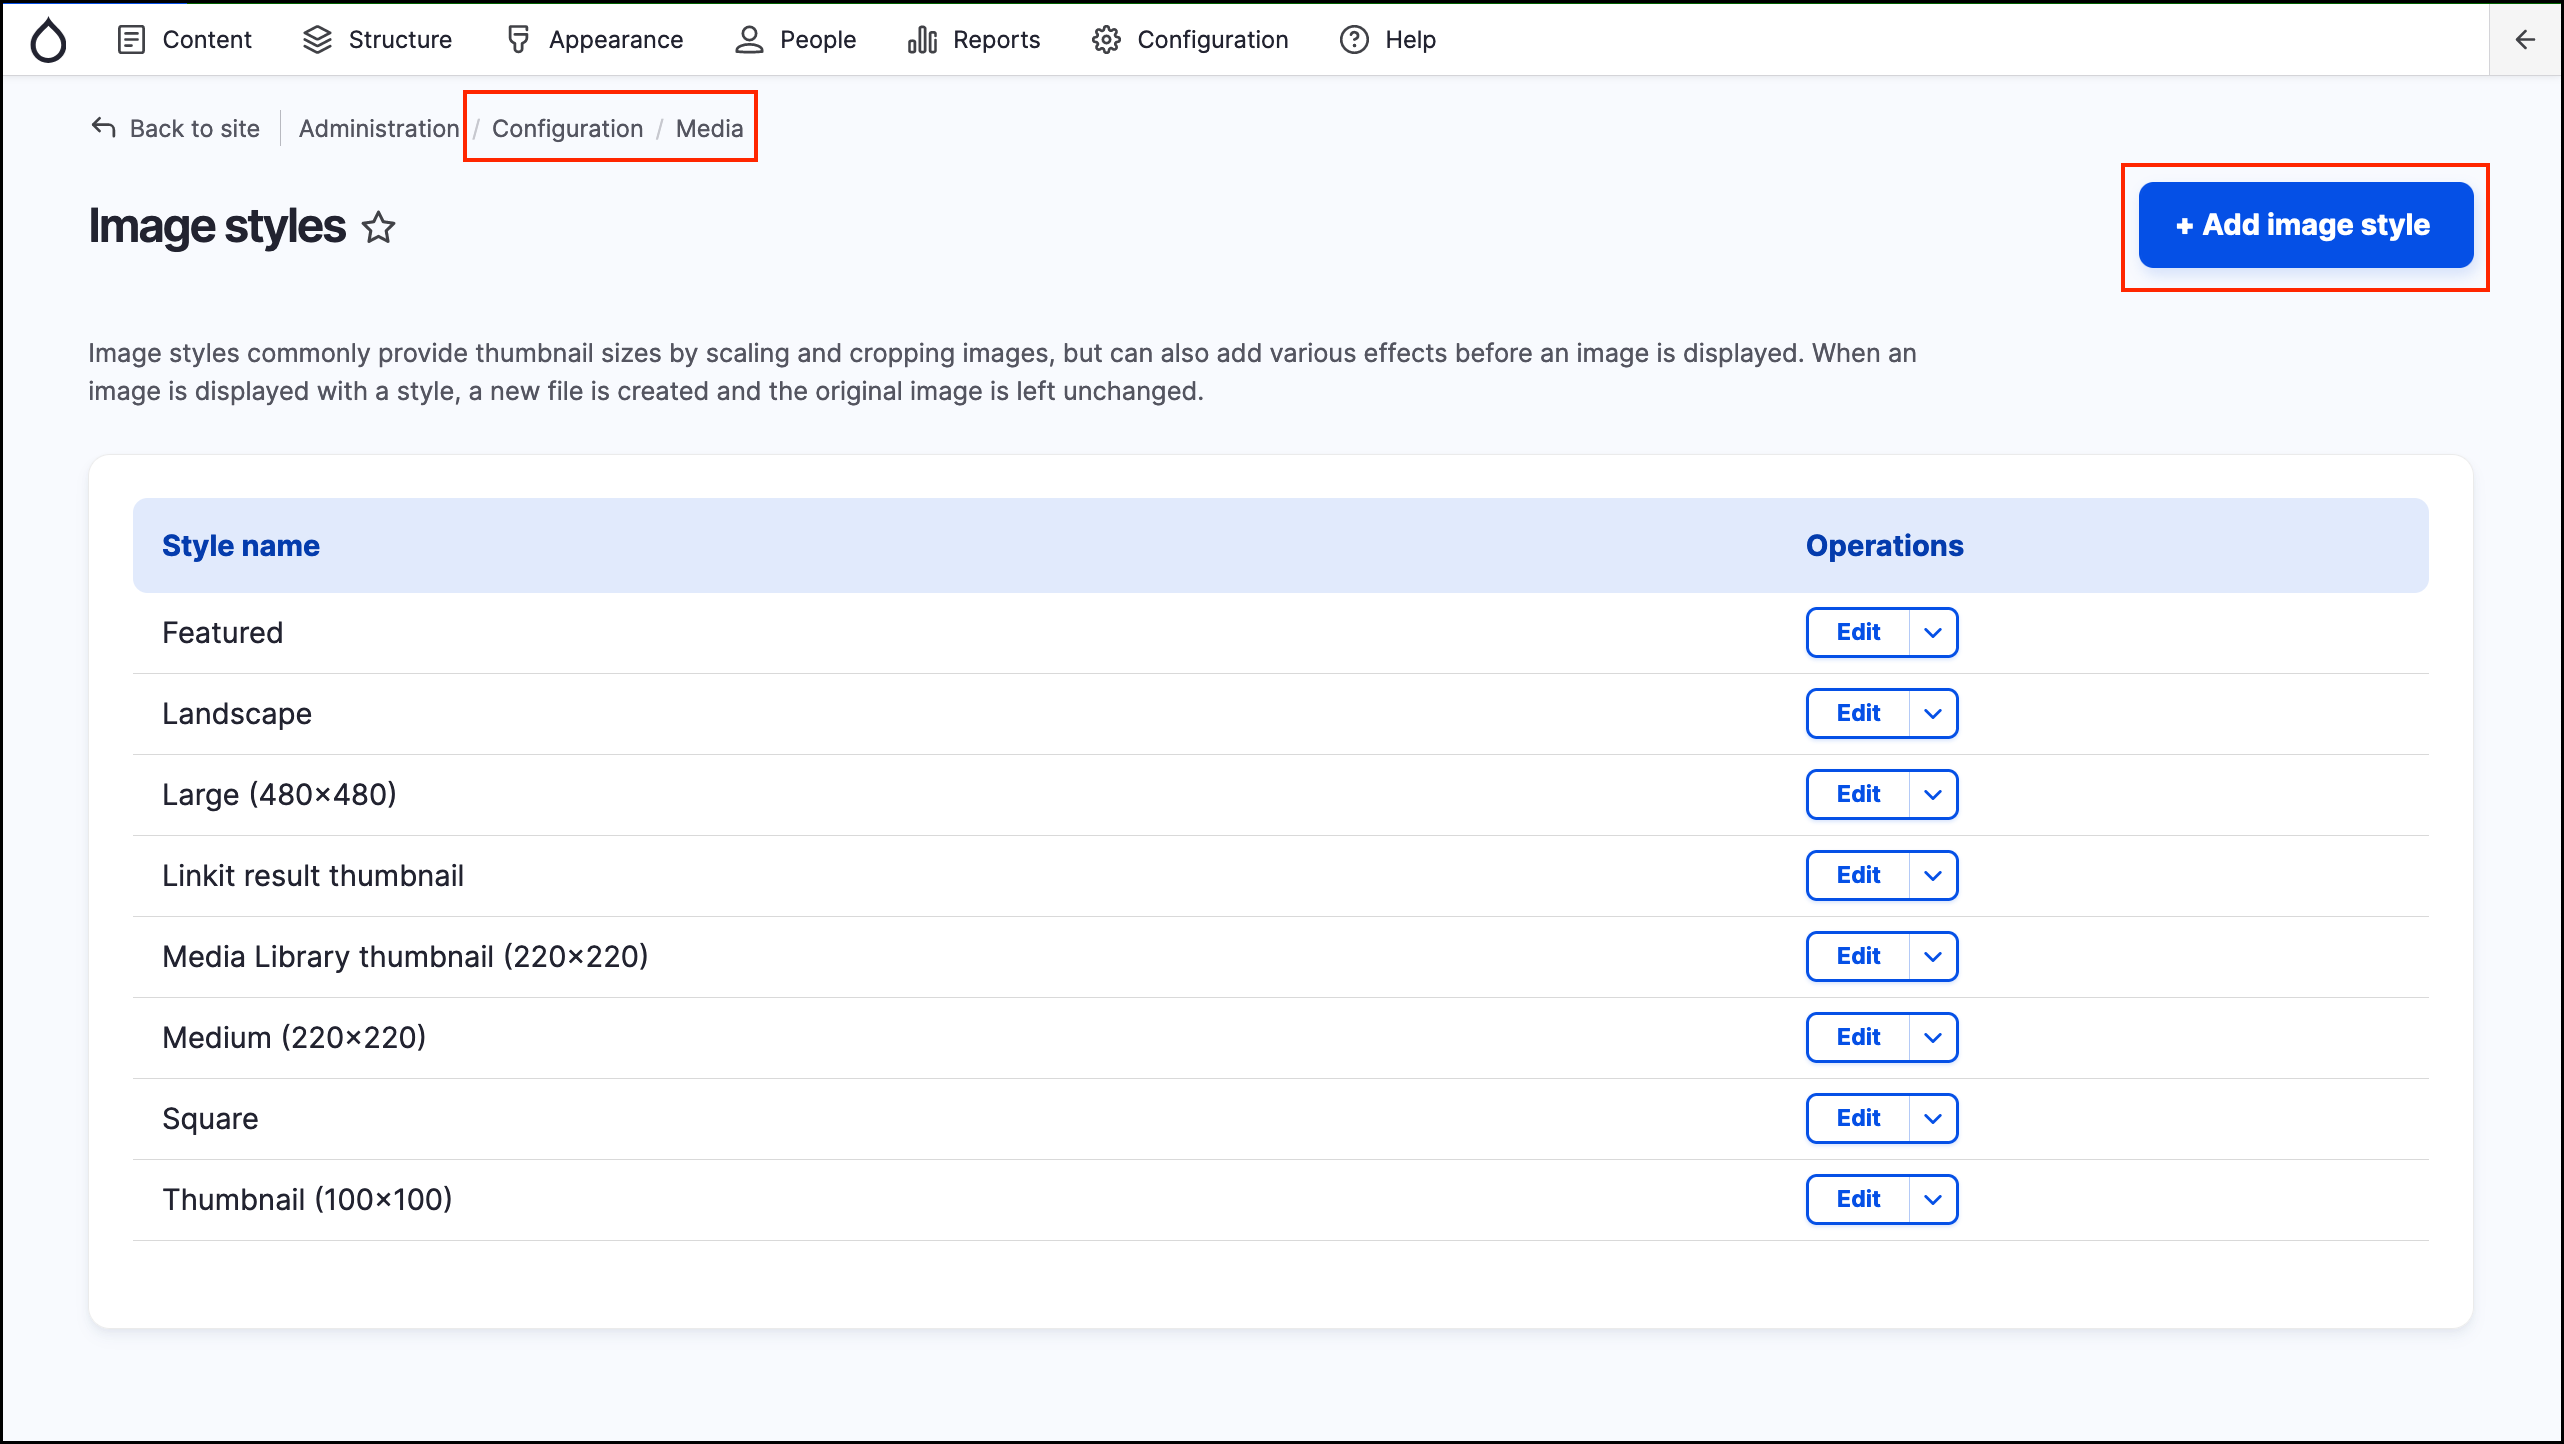 Content Structure Appearance People Reports Configuration Help
Back to site Administration / Configuration / Media
Image styles
+ Add image style
Image styles commonly provide thumbnail sizes by scaling and cropping images, but can also add various effects before an image is displayed. When an
image is displayed with a style, a new file is created and the original image is left unchanged.
Style name Operations
Featured Edit
Landscape Edit
Large (480×480) Edit
Linkit result thumbnail Edit
Media Library thumbnail (220×220) Edit
Medium (220×220) Edit
Square Edit
Thumbnail (100×100) Edit